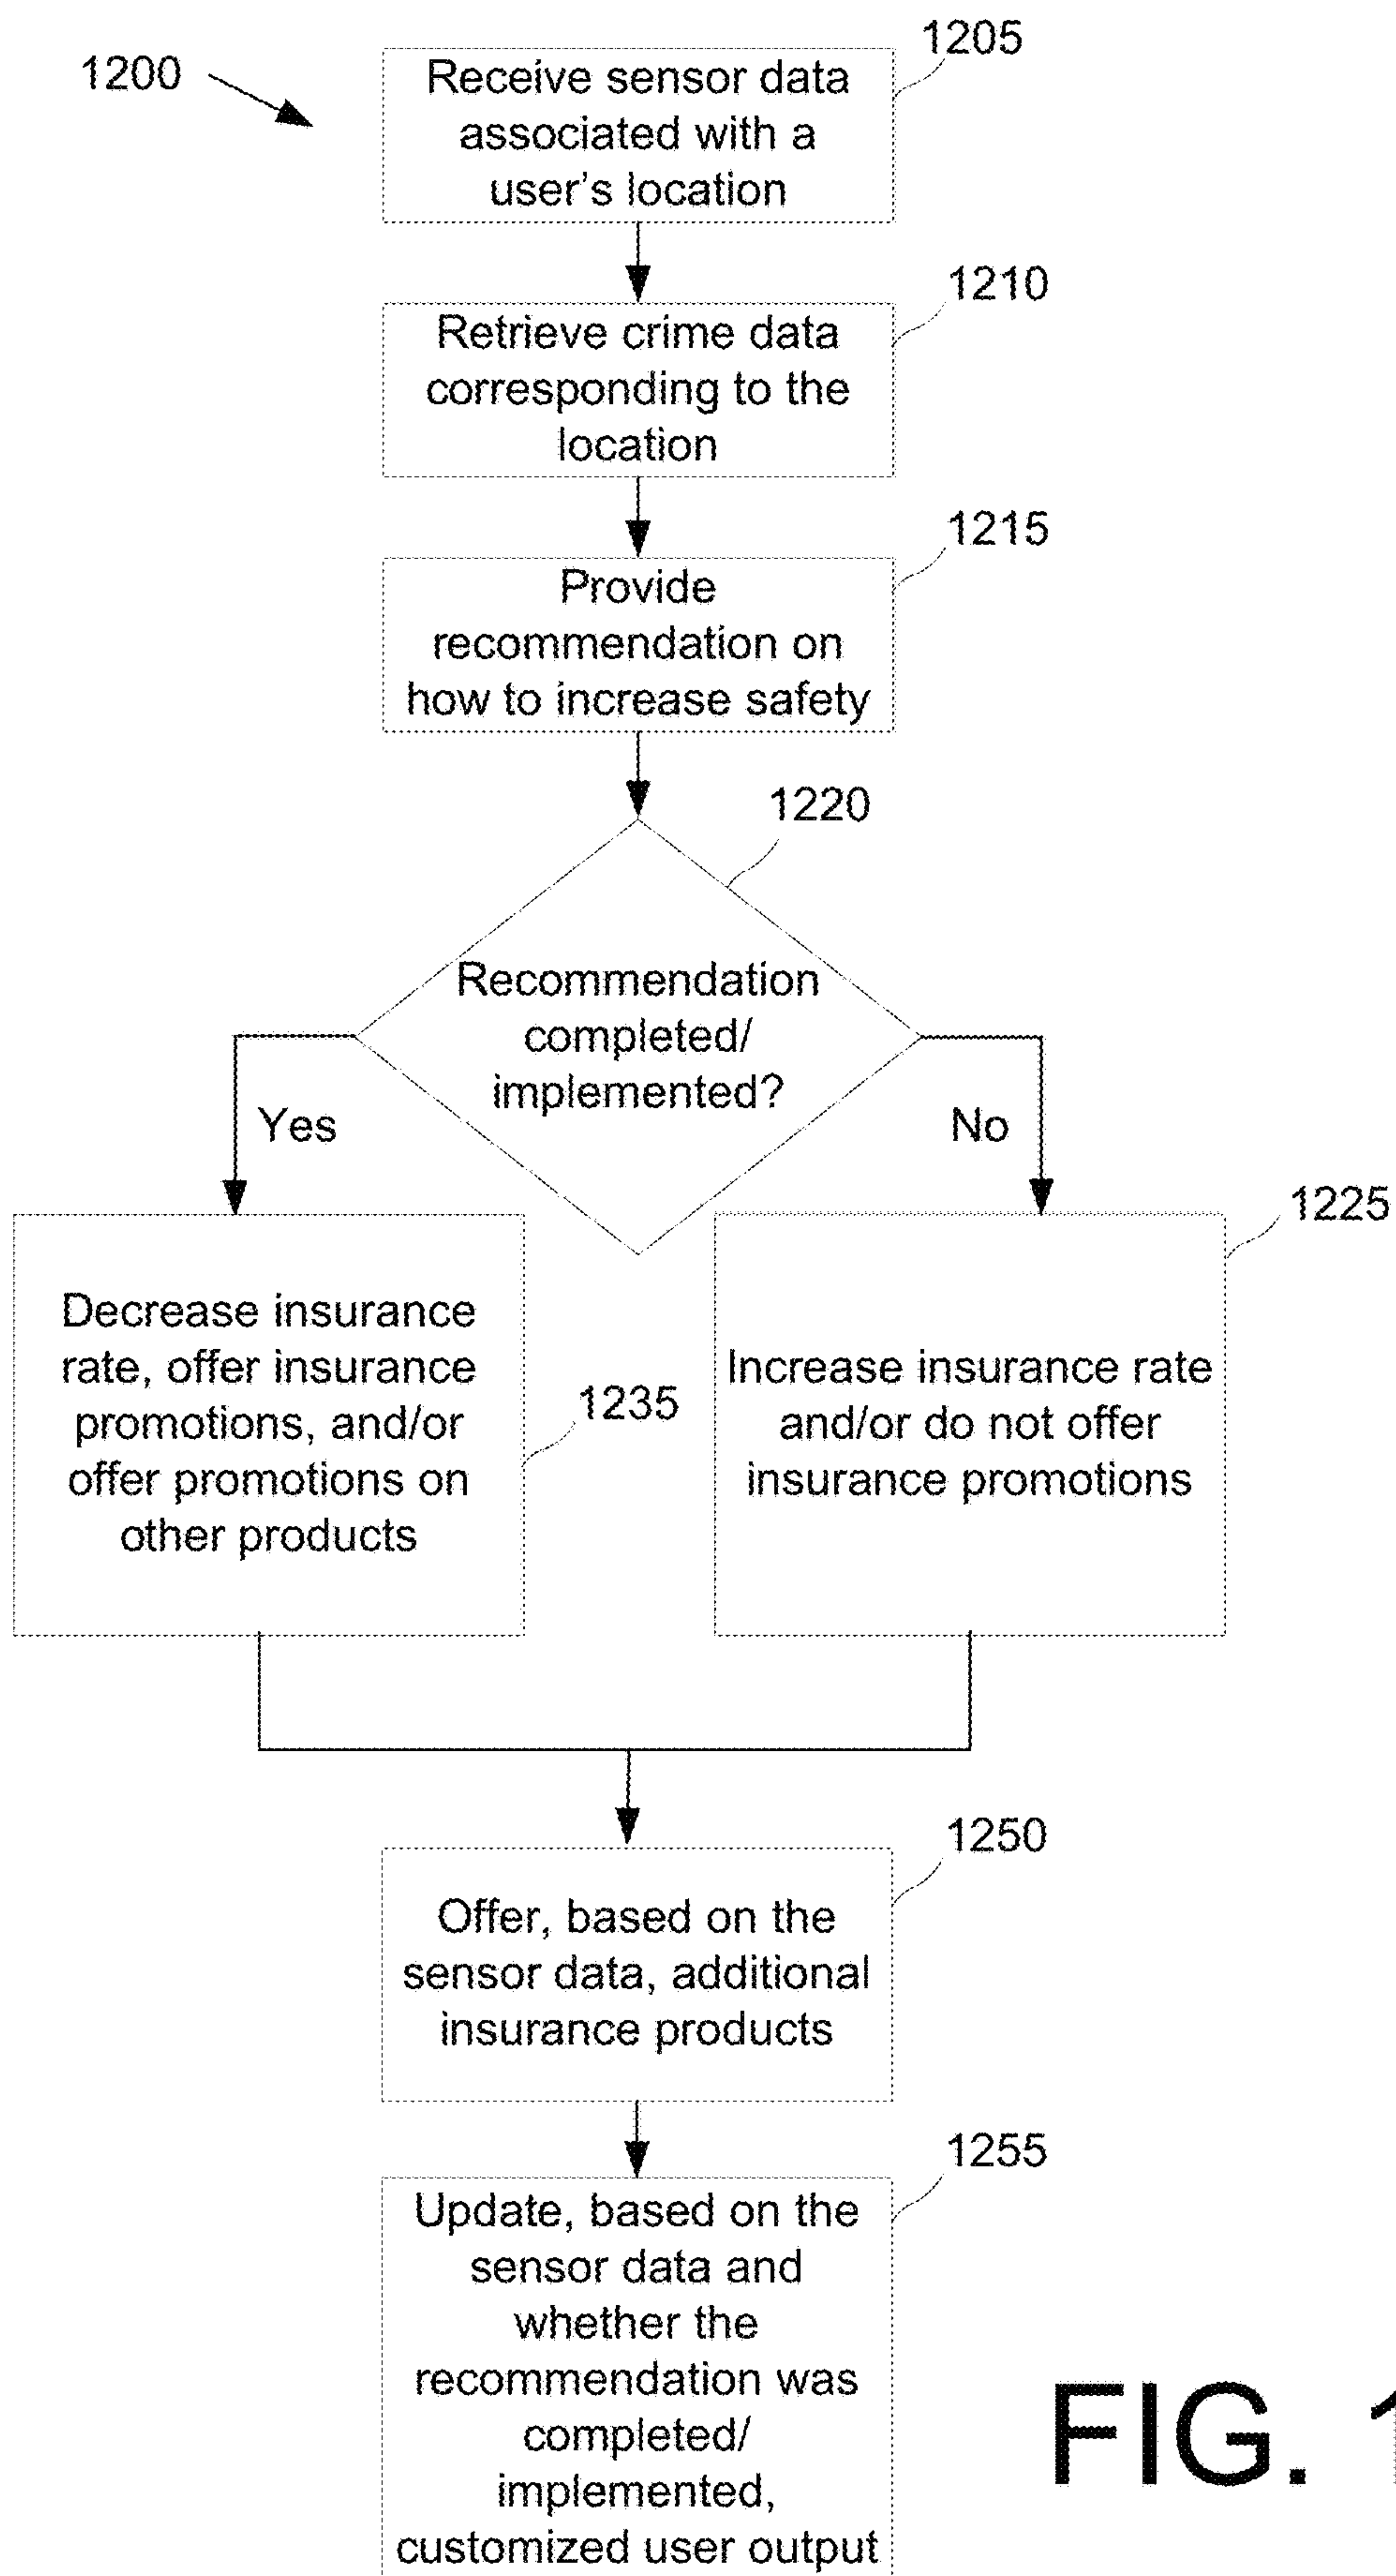 1200
1205
Receive sensor data
associated with a
user's location
1210
Retrieve crime data
corresponding to the
location
1215
Provide
recommendation on
how to increase safety
1220
Recommendation
completed/
implemented?
Yes
No
1225
Decrease insurance
rate, offer insurance
promotions, and/or
offer promotions on
other products
1235
Increase insurance rate
and/or do not offer
insurance promotions
1250
Offer, based on the
sensor data, additional
insurance products
1255
Update, based on the
sensor data and
whether the
recommendation was
completed/
implemented,
customized user output
FIG. 1